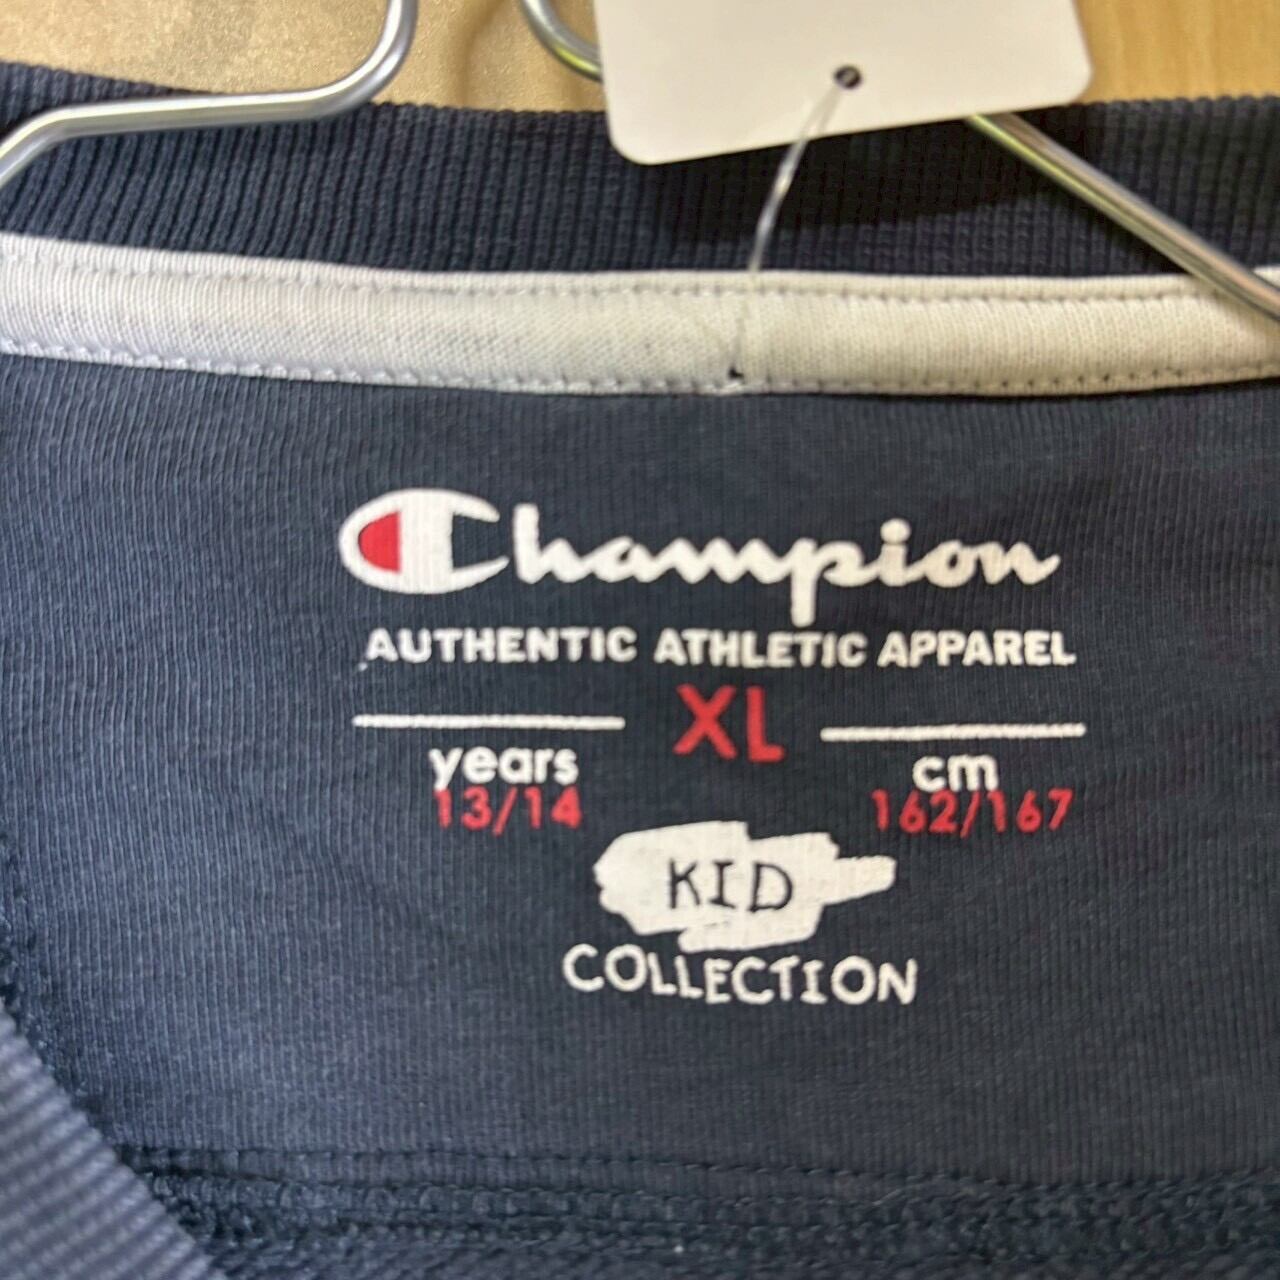 Champion
AUTHENTIC ATHLETIC APPAREL
XL
years
13/14
cm
162/167
KID
COLLECTION